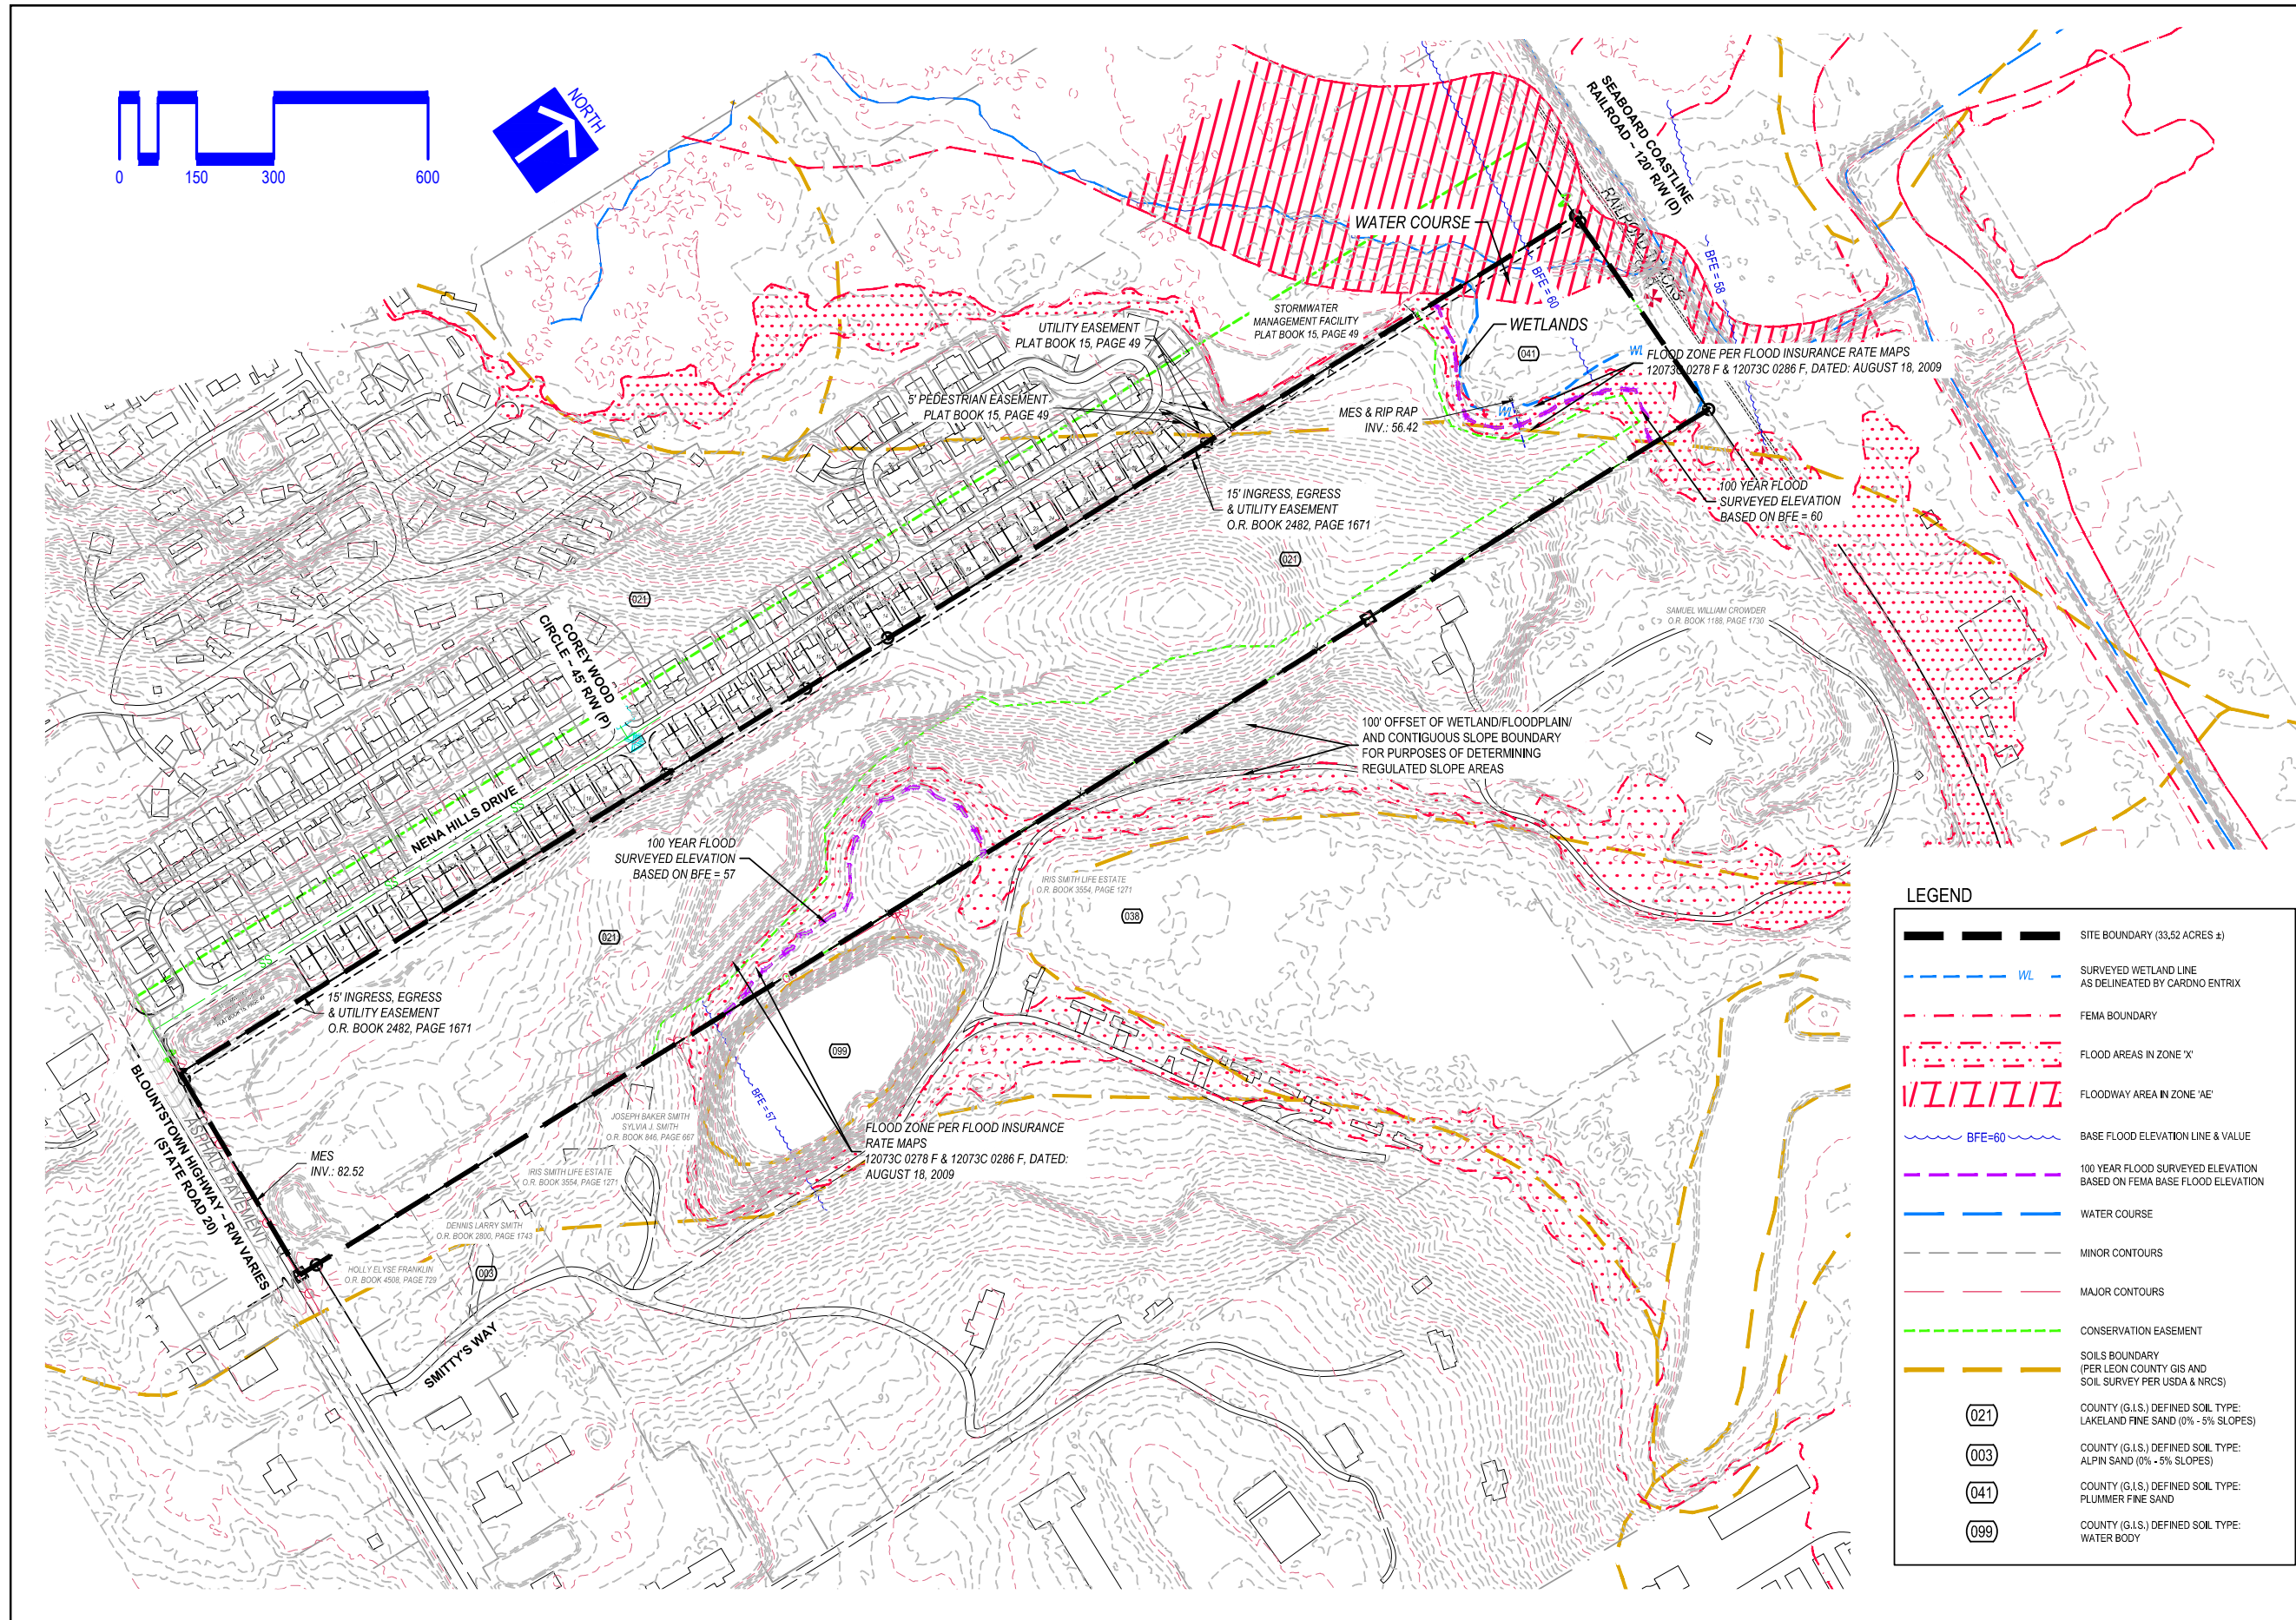 0
150
300
600
NORTH
SEABOARD COASTLINE
RAILROAD ~ 120' R/W (D)
RAILROAD TRACKS
WATER COURSE
BFE = 60
BFE = 58
STORMWATER
MANAGEMENT FACILITY
PLAT BOOK 15, PAGE 49
UTILITY EASEMENT
PLAT BOOK 15, PAGE 49
WETLANDS
041
WL
FLOOD ZONE PER FLOOD INSURANCE RATE MAPS
12073C 0278 F & 12073C 0286 F, DATED: AUGUST 18, 2009
5' PEDESTRIAN EASEMENT
PLAT BOOK 15, PAGE 49
MES & RIP RAP
INV.: 56.42
WL
15' INGRESS, EGRESS
& UTILITY EASEMENT
O.R. BOOK 2482, PAGE 1671
100 YEAR FLOOD
SURVEYED ELEVATION
BASED ON BFE = 60
021
021
SAMUEL WILLIAM CROWDER
O.R. BOOK 1188, PAGE 1730
COREY WOOD
CIRCLE ~ 45' R/W (P)
100' OFFSET OF WETLAND/FLOODPLAIN/
AND CONTIGUOUS SLOPE BOUNDARY
FOR PURPOSES OF DETERMINING
REGULATED SLOPE AREAS
NENA HILLS DRIVE
SS
SS
SS
100 YEAR FLOOD
SURVEYED ELEVATION
BASED ON BFE = 57
IRIS SMITH LIFE ESTATE
O.R. BOOK 3554, PAGE 1271
038
021
15' INGRESS, EGRESS
& UTILITY EASEMENT
O.R. BOOK 2482, PAGE 1671
099
BFE = 57
BLOUNTSTOWN HIGHWAY ~ R/W VARIES
(STATE ROAD 20)
ASPHALT PAVEMENT
MES
INV.: 82.52
JOSEPH BAKER SMITH
SYLVIA J. SMITH
O.R. BOOK 846, PAGE 667
FLOOD ZONE PER FLOOD INSURANCE
RATE MAPS
12073C 0278 F & 12073C 0286 F, DATED:
AUGUST 18, 2009
IRIS SMITH LIFE ESTATE
O.R. BOOK 3554, PAGE 1271
DENNIS LARRY SMITH
O.R. BOOK 2800, PAGE 1743
HOLLY ELYSE FRANKLIN
O.R. BOOK 4508, PAGE 729
003
SMITTY'S WAY
LEGEND
SITE BOUNDARY (33.52 ACRES ±)
WL
SURVEYED WETLAND LINE
AS DELINEATED BY CARDNO ENTRIX
FEMA BOUNDARY
FLOOD AREAS IN ZONE 'X'
FLOODWAY AREA IN ZONE 'AE'
BFE=60
BASE FLOOD ELEVATION LINE & VALUE
100 YEAR FLOOD SURVEYED ELEVATION
BASED ON FEMA BASE FLOOD ELEVATION
WATER COURSE
MINOR CONTOURS
MAJOR CONTOURS
CONSERVATION EASEMENT
SOILS BOUNDARY
(PER LEON COUNTY GIS AND
SOIL SURVEY PER USDA & NRCS)
021
COUNTY (G.I.S.) DEFINED SOIL TYPE:
LAKELAND FINE SAND (0% - 5% SLOPES)
003
COUNTY (G.I.S.) DEFINED SOIL TYPE:
ALPIN SAND (0% - 5% SLOPES)
041
COUNTY (G.I.S.) DEFINED SOIL TYPE:
PLUMMER FINE SAND
099
COUNTY (G.I.S.) DEFINED SOIL TYPE:
WATER BODY